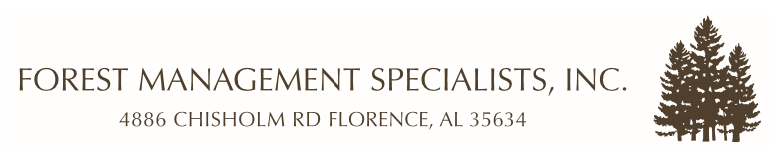 FOREST MANAGEMENT SPECIALISTS, INC.
4886 CHISHOLM RD FLORENCE, AL 35634